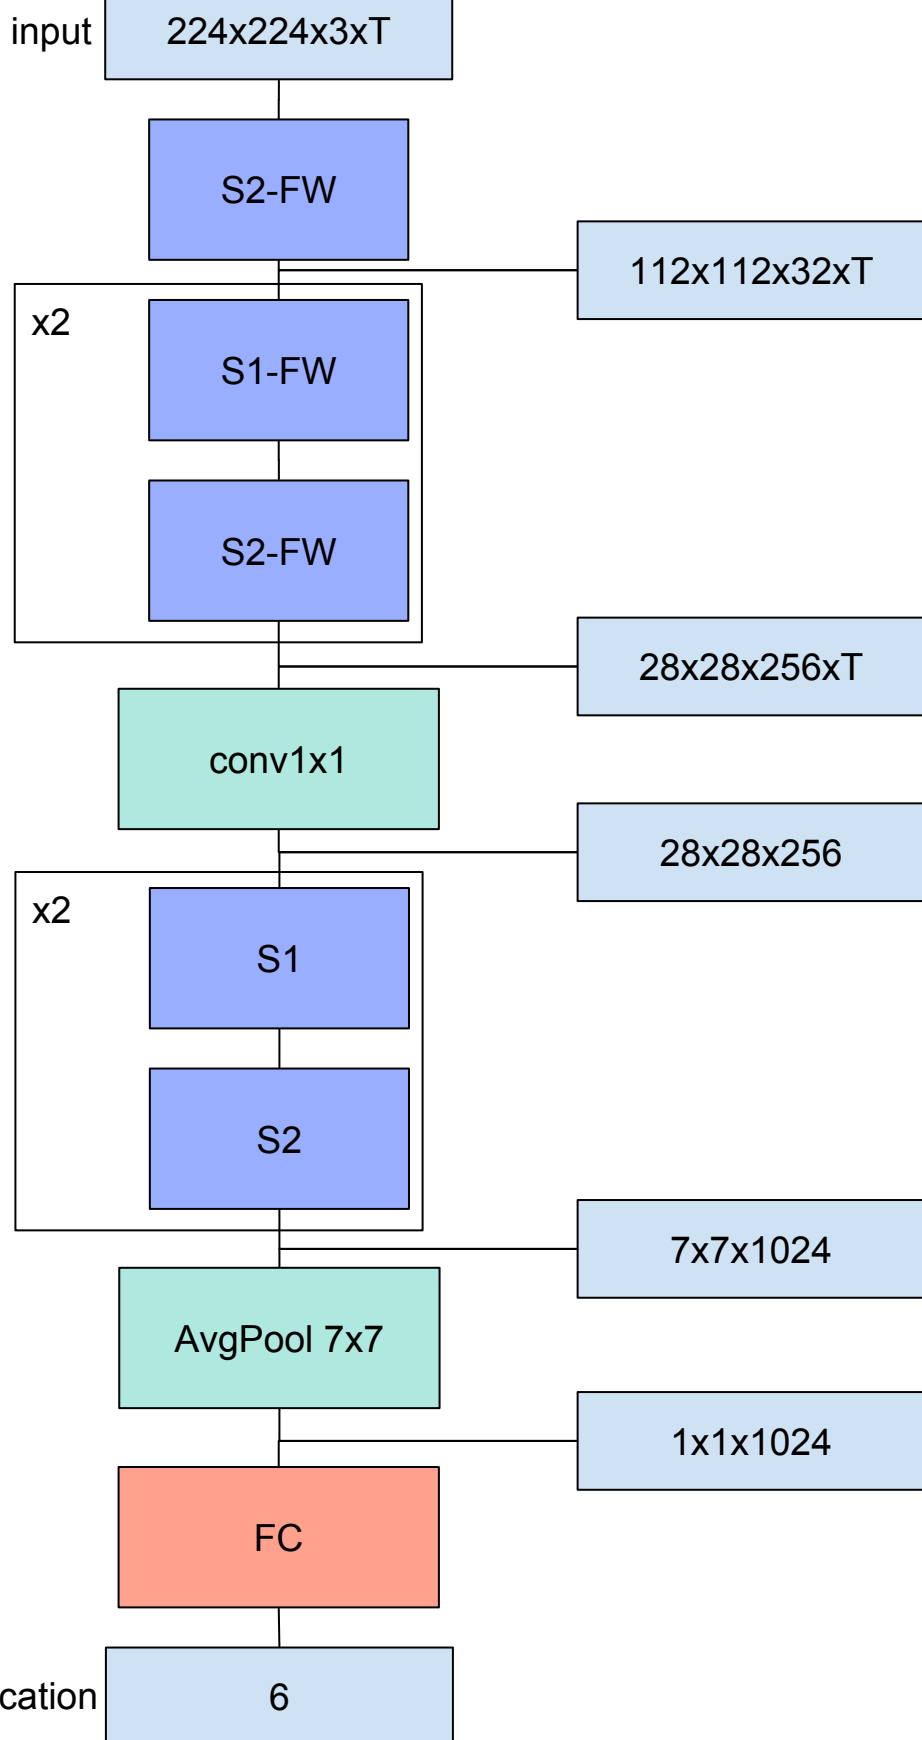 input
224x224x3xT
S2-FW
112x112x32xT
x2
S1-FW
S2-FW
28x28x256xT
conv1x1
28x28x256
x2
S1
S2
7x7x1024
AvgPool 7x7
1x1x1024
FC
cation
6